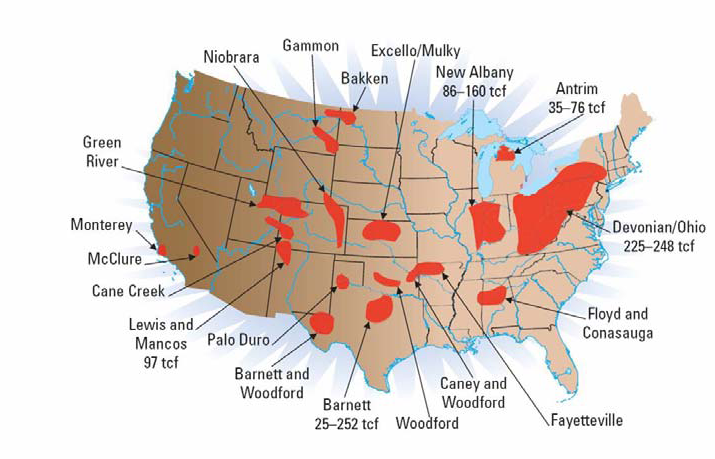 Gammon
Niobrara
Excello/Mulky
Bakken
New Albany
86–160 tcf
Antrim
35–76 tcf
Green
River
Monterey
McClure
Cane Creek
Devonian/Ohio
225–248 tcf
Lewis and
Mancos
97 tcf
Palo Duro
Barnett and
Woodford
Barnett
25–252 tcf
Woodford
Caney and
Woodford
Fayetteville
Floyd and
Conasauga